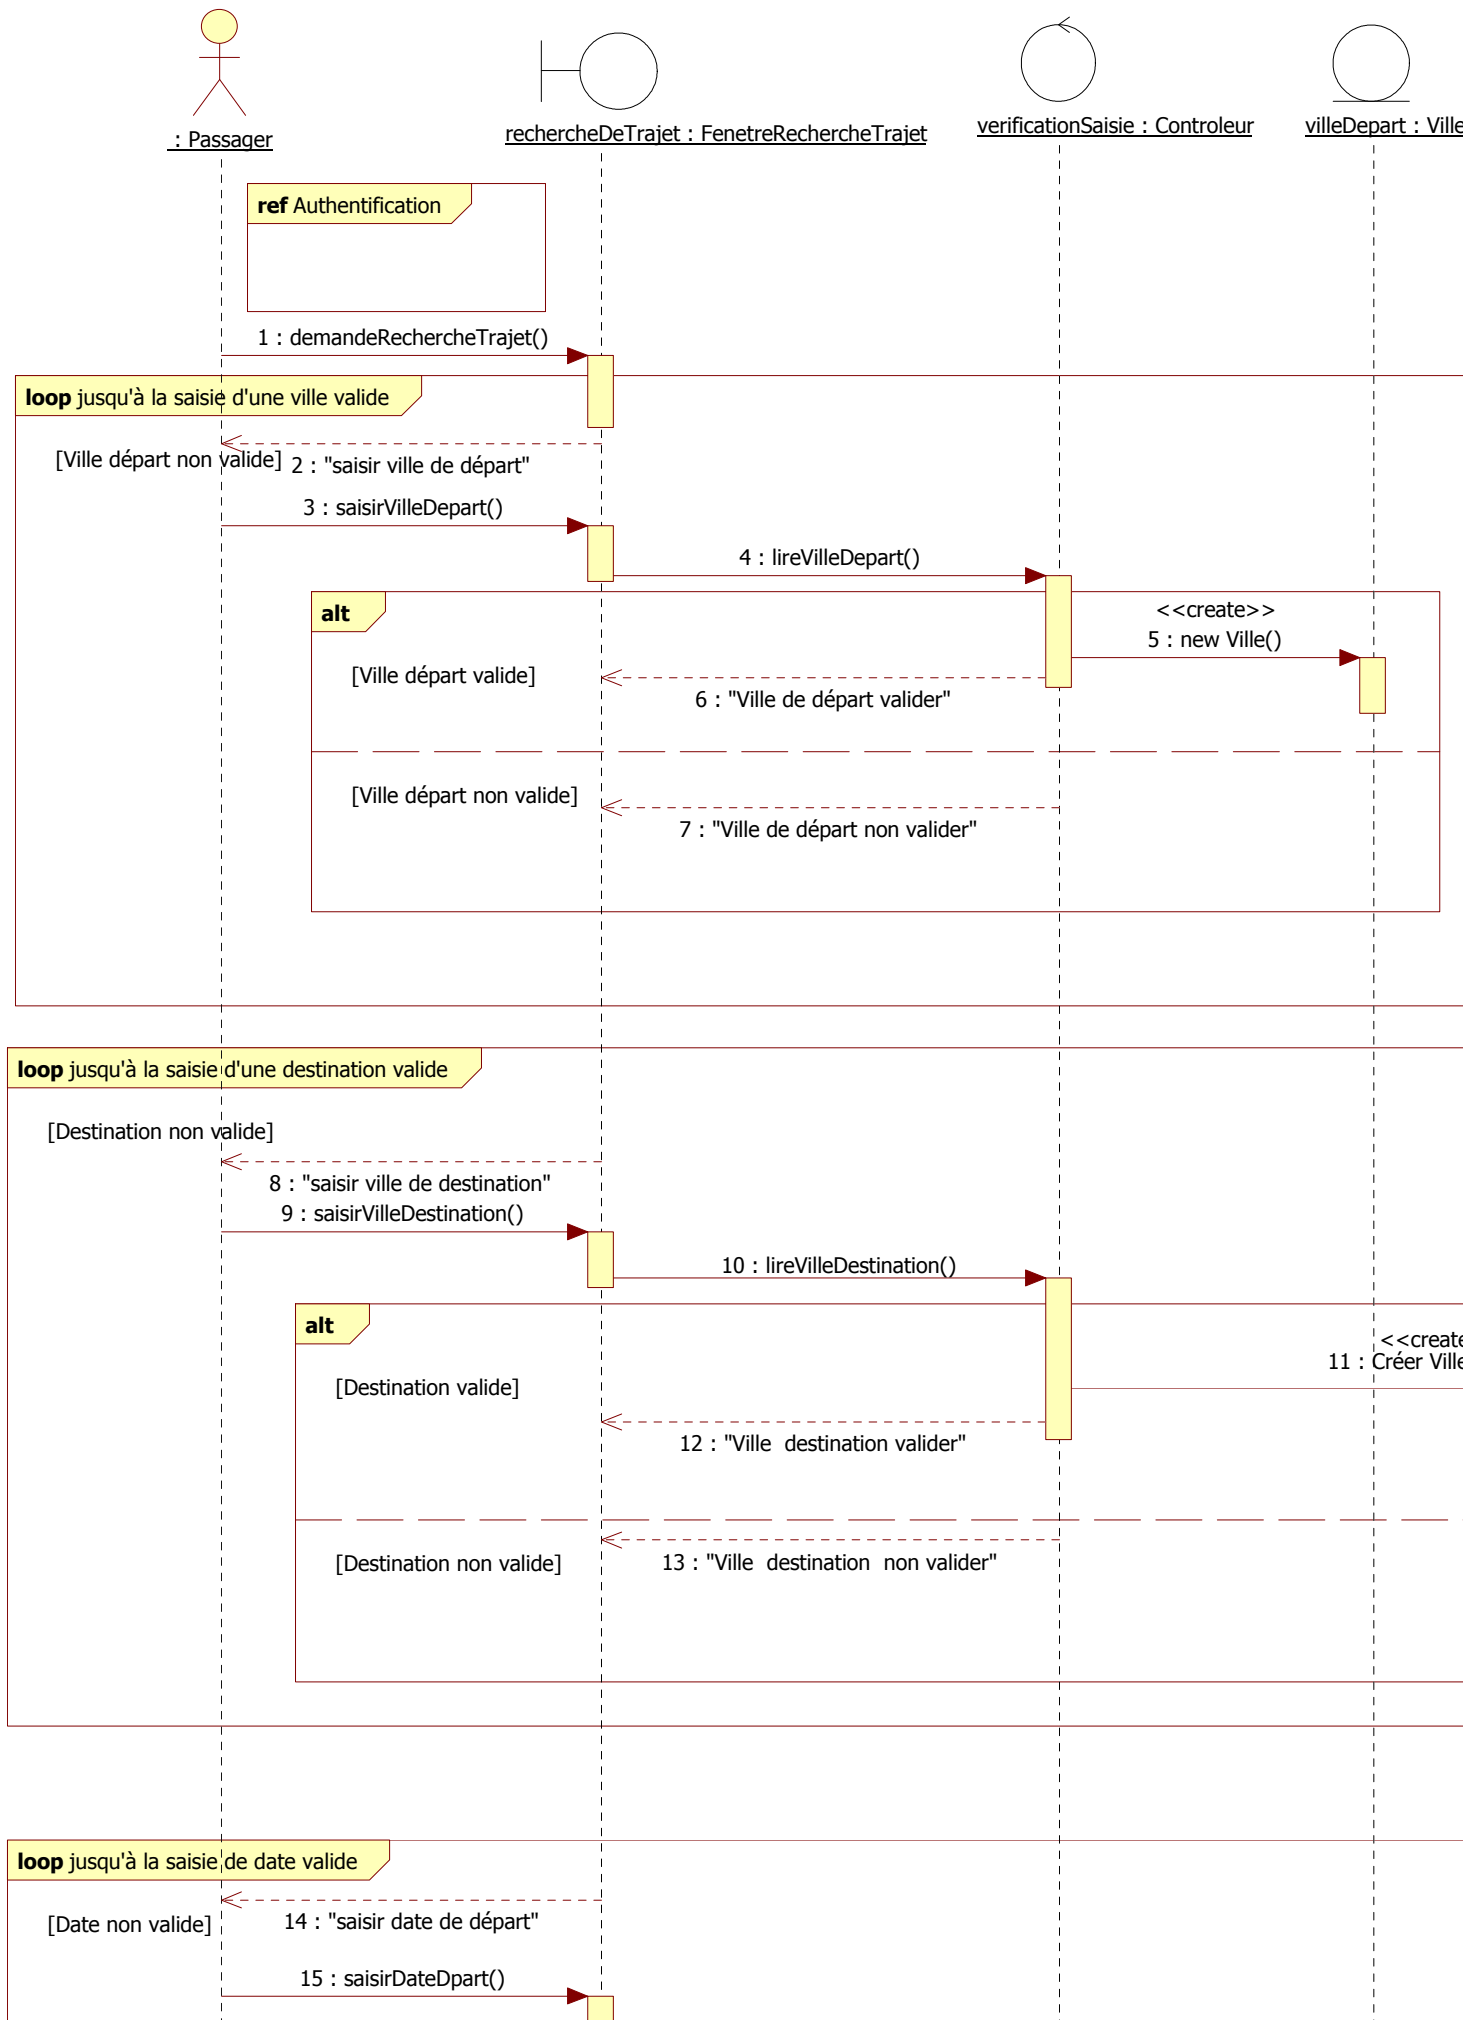 : Passager
rechercheDeTrajet : FenetreRechercheTrajet
verificationSaisie : Controleur
villeDepart : Ville
ref Authentification
1 : demandeRechercheTrajet()
loop jusqu'à la saisie d'une ville valide
[Ville départ non valide]
2 : "saisir ville de départ"
3 : saisirVilleDepart()
4 : lireVilleDepart()
alt
<<create>>
5 : new Ville()
[Ville départ valide]
6 : "Ville de départ valider"
[Ville départ non valide]
7 : "Ville de départ non valider"
loop jusqu'à la saisie d'une destination valide
[Destination non valide]
8 : "saisir ville de destination"
9 : saisirVilleDestination()
10 : lireVilleDestination()
alt
<<create
11 : Créer Ville
[Destination valide]
12 : "Ville  destination valider"
[Destination non valide]
13 : "Ville  destination  non valider"
loop jusqu'à la saisie de date valide
[Date non valide]
14 : "saisir date de départ"
15 : saisirDateDpart()